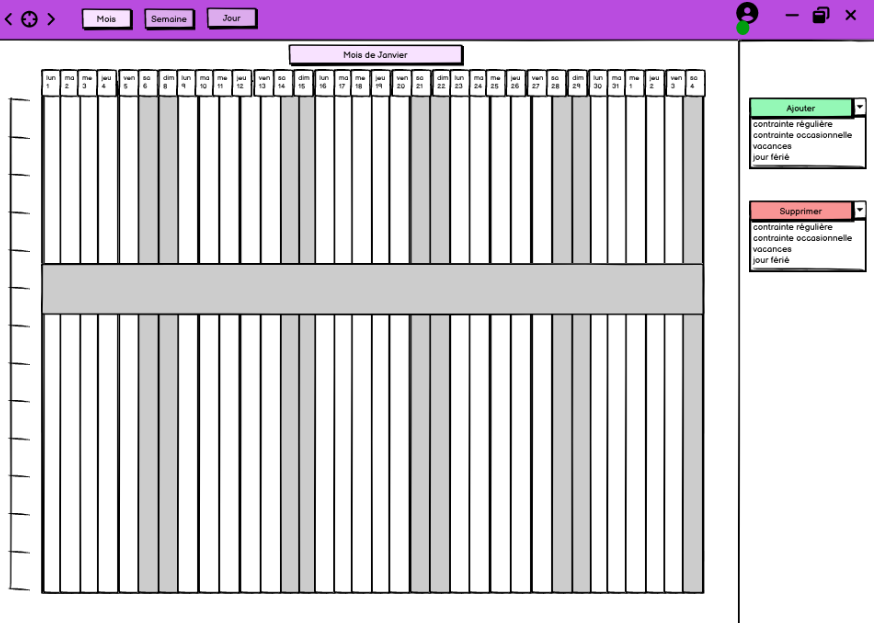 Mois Semaine Jour
Mois de Janvier
lun ma me jeu ven sa dim lun ma me jeu ven sa dim lun ma me jeu ven sa dim lun ma me jeu ven sa dim lun ma me jeu ven sa
1 2 3 4 5 6 8 9 10 11 12 13 14 15 16 17 18 19 20 21 22 23 24 25 26 27 28 29 30 31 1 2 3 4
Ajouter
contrainte régulière
contrainte occasionnelle
vacances
jour férié
Supprimer
contrainte régulière
contrainte occasionnelle
vacances
jour férié